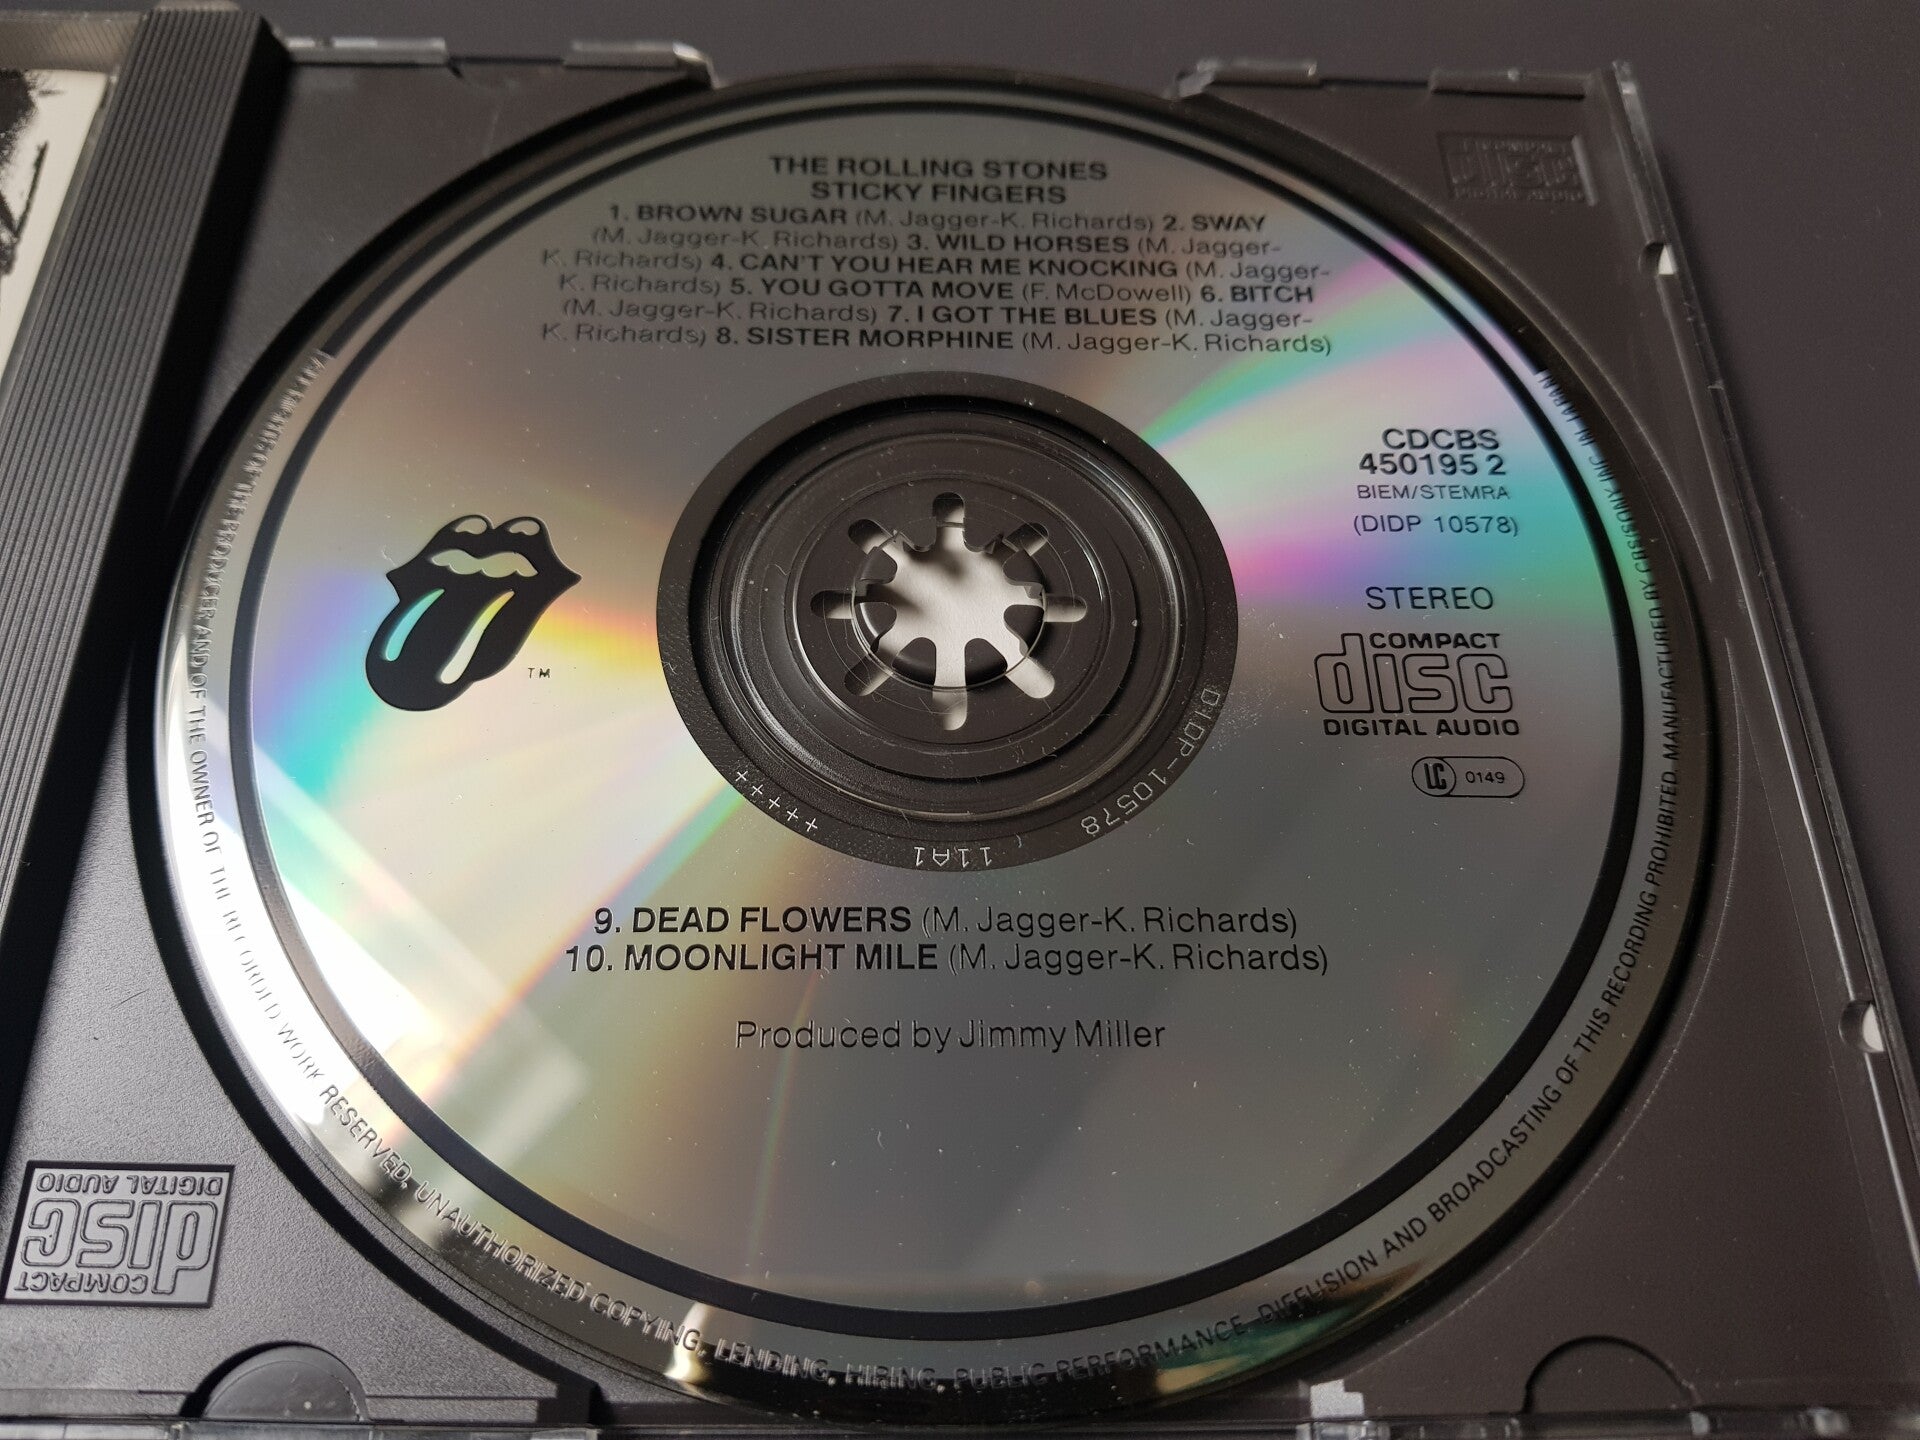 THE ROLLING STONES
STICKY FINGERS
1. BROWN SUGAR (M. Jagger-K. Richards) 2. SWAY
(M. Jagger-K. Richards) 3. WILD HORSES (M. Jagger-
K. Richards) 4. CAN'T YOU HEAR ME KNOCKING (M. Jagger-
K. Richards) 5. YOU GOTTA MOVE (F. McDowell) 6. BITCH
(M. Jagger-K. Richards) 7. I GOT THE BLUES (M. Jagger-
K. Richards) 8. SISTER MORPHINE (M. Jagger-K. Richards)
CDCBS
450195 2
BIEM/STEMRA
(DIDP 10578)
STEREO
COMPACT
disc
DIGITAL AUDIO
LC 0149
TM
DIDP-10578 11A1 ++++
9. DEAD FLOWERS (M. Jagger-K. Richards)
10. MOONLIGHT MILE (M. Jagger-K. Richards)
Produced by Jimmy Miller
PRODUCER AND OF THE OWNER OF THE RECORDED WORK RESERVED. UNAUTHORIZED COPYING, LENDING, HIRING, PUBLIC PERFORMANCE, DIFFUSION AND BROADCASTING OF THIS RECORDING PROHIBITED. MANUFACTURED BY CBS/SONY INC. IN JAPAN
COMPACT
disc
DIGITAL AUDIO
disc